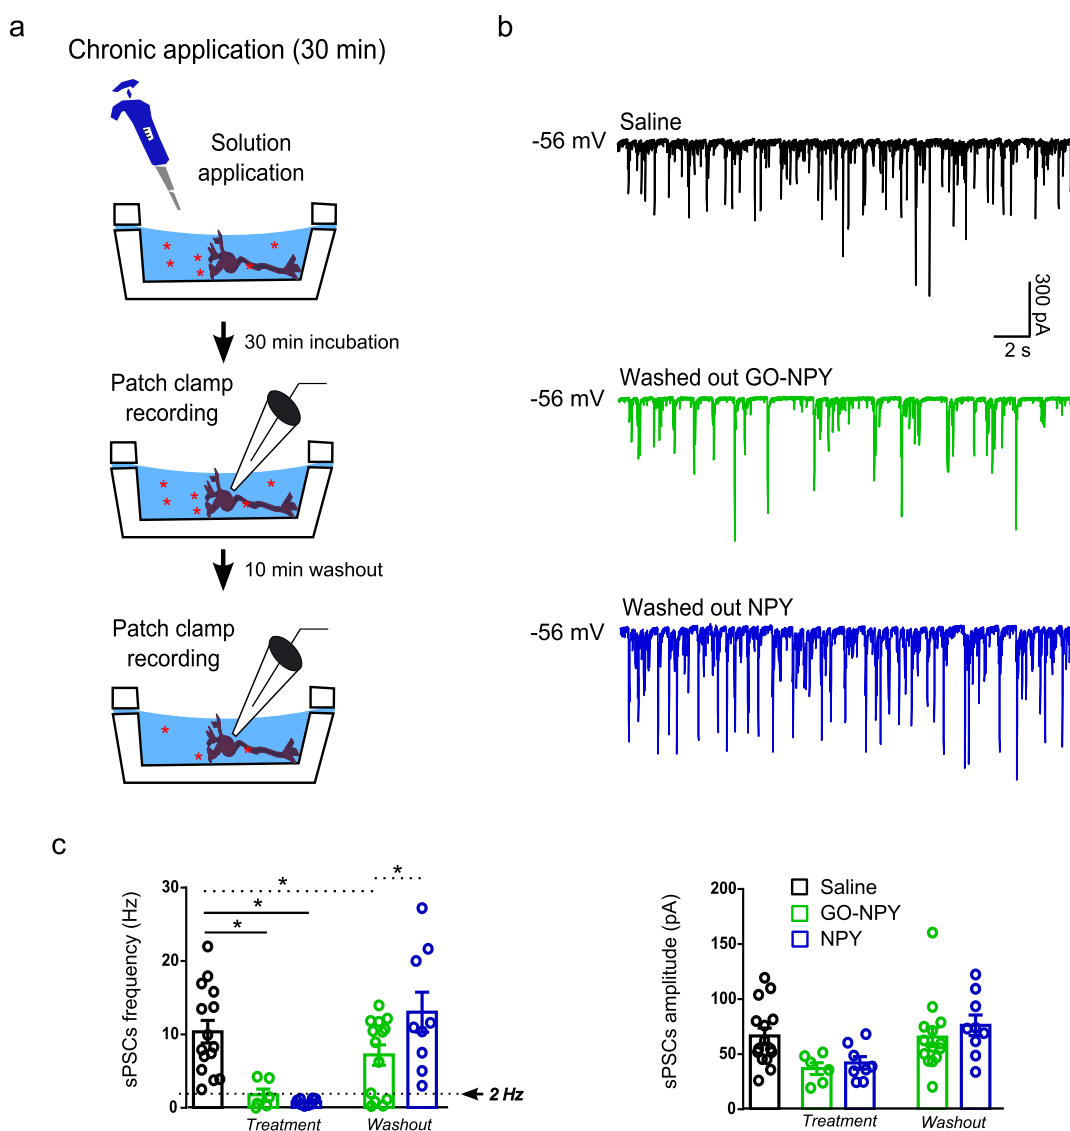 a
Chronic application (30 min)
Solution
application
30 min incubation
Patch clamp
recording
10 min washout
Patch clamp
recording
b
Saline
-56 mV
300 pA
2 s
Washed out GO-NPY
-56 mV
Washed out NPY
-56 mV
c
sPSCs frequency (Hz)
30
20
10
0
*
*
*
*
2 Hz
Treatment
Washout
sPSCs amplitude (pA)
200
150
100
50
0
Saline
GO-NPY
NPY
Treatment
Washout